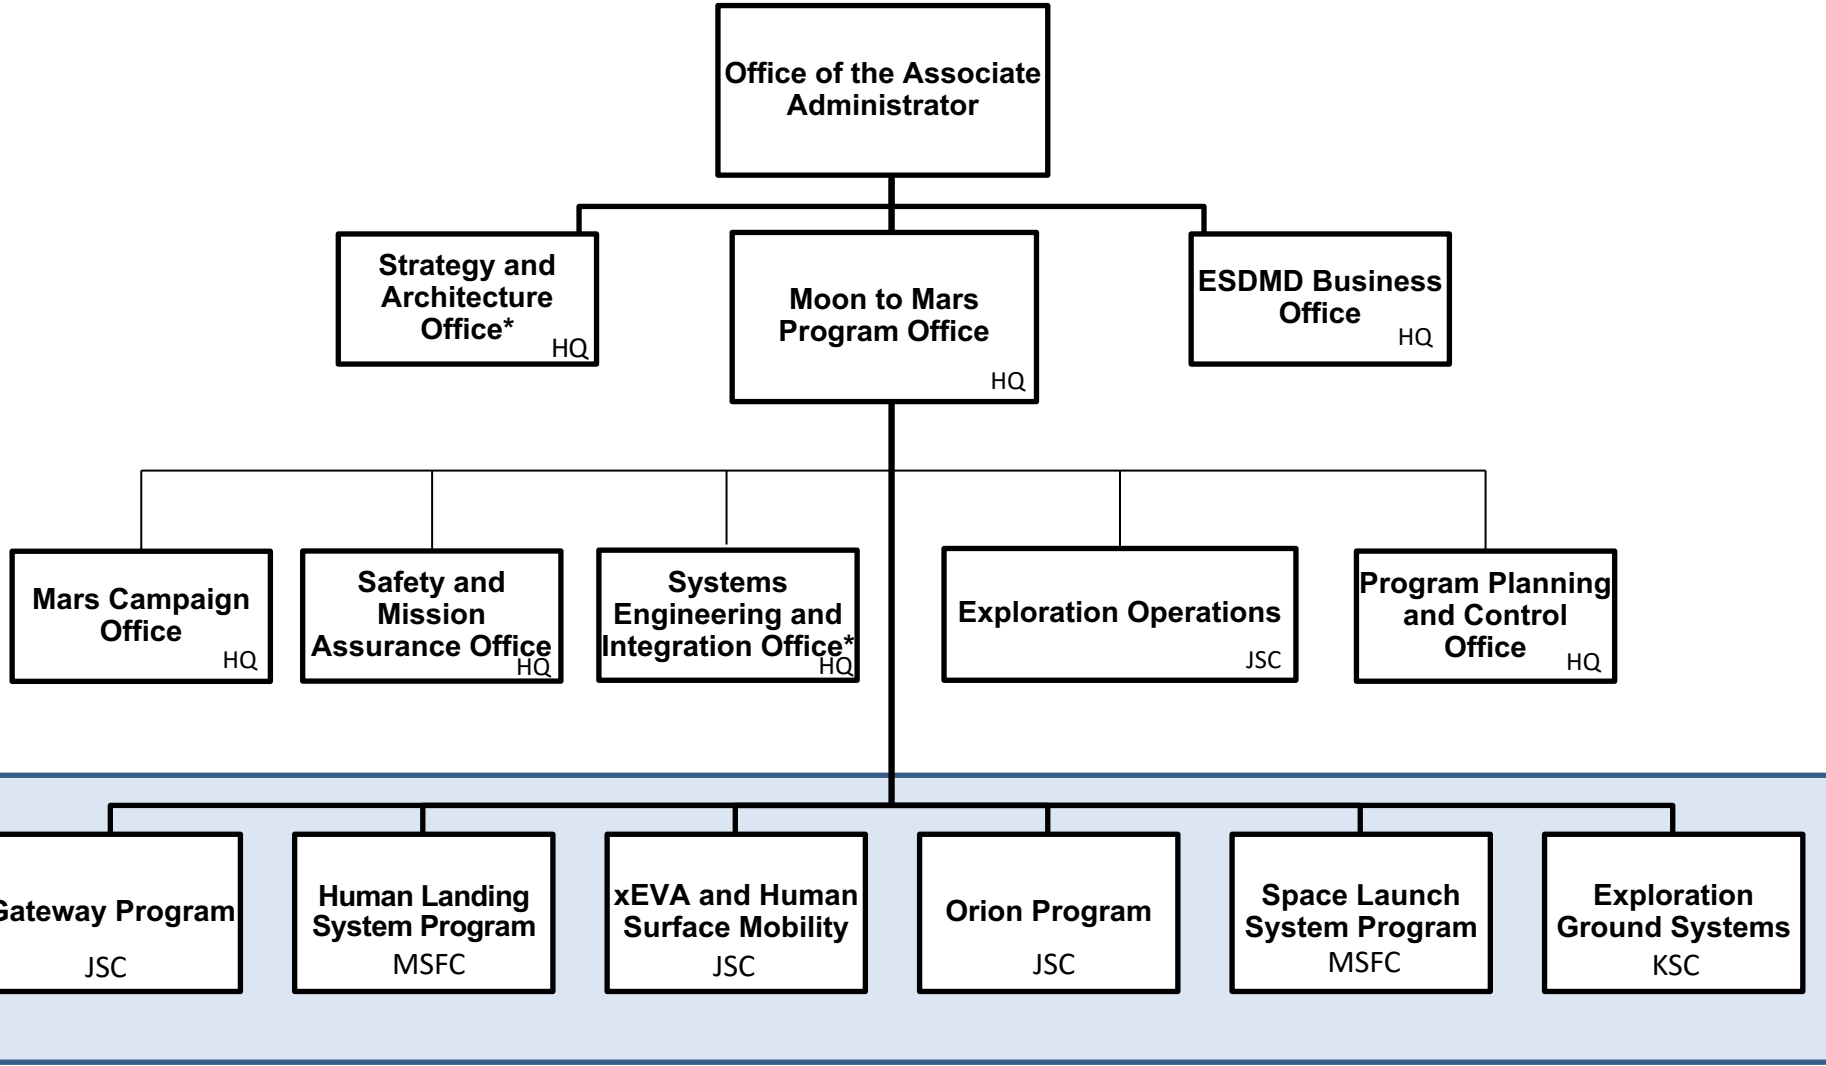 Office of the Associate
Administrator
Strategy and
Architecture
Office*
HQ
Moon to Mars
Program Office
HQ
ESDMD Business
Office
HQ
Mars Campaign
Office
HQ
Safety and
Mission
Assurance Office
HQ
Systems
Engineering and
Integration Office*
HQ
Exploration Operations
JSC
Program Planning
and Control
Office
HQ
Gateway Program
JSC
Human Landing
System Program
MSFC
xEVA and Human
Surface Mobility
JSC
Orion Program
JSC
Space Launch
System Program
MSFC
Exploration
Ground Systems
KSC